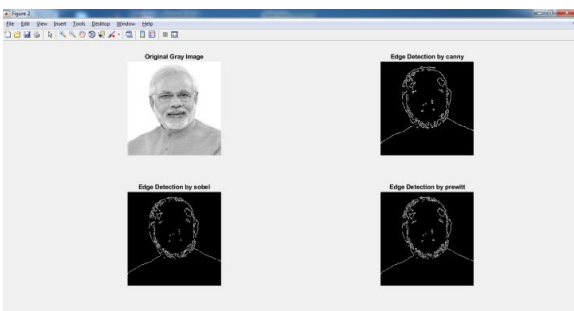 Figure 2
File Edit View Insert Tools Desktop Window Help
Original Gray Image
Edge Detection by canny
Edge Detection by sobel
Edge Detection by prewitt